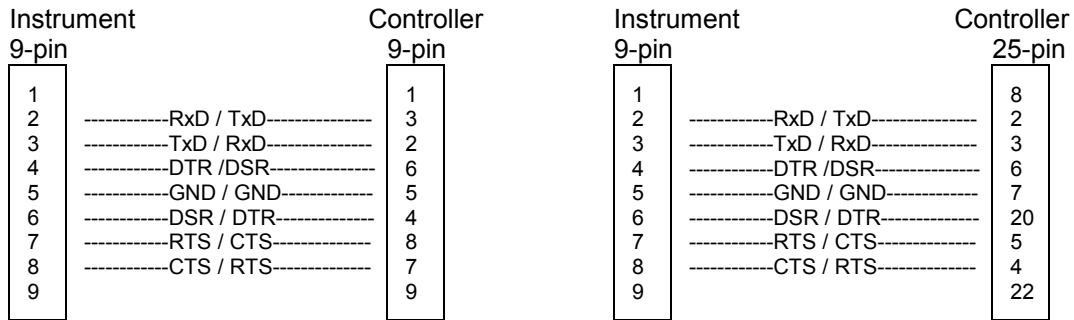 Instrument Controller
9-pin 9-pin
1 1
2 ------------RxD / TxD--------------- 3
3 ------------TxD / RxD--------------- 2
4 ------------DTR /DSR--------------- 6
5 ------------GND / GND------------- 5
6 ------------DSR / DTR-------------- 4
7 ------------RTS / CTS-------------- 8
8 ------------CTS / RTS-------------- 7
9 9
Instrument Controller
9-pin 25-pin
1 8
2 ------------RxD / TxD--------------- 2
3 ------------TxD / RxD--------------- 3
4 ------------DTR /DSR--------------- 6
5 ------------GND / GND------------- 7
6 ------------DSR / DTR-------------- 20
7 ------------RTS / CTS-------------- 5
8 ------------CTS / RTS-------------- 4
9 22